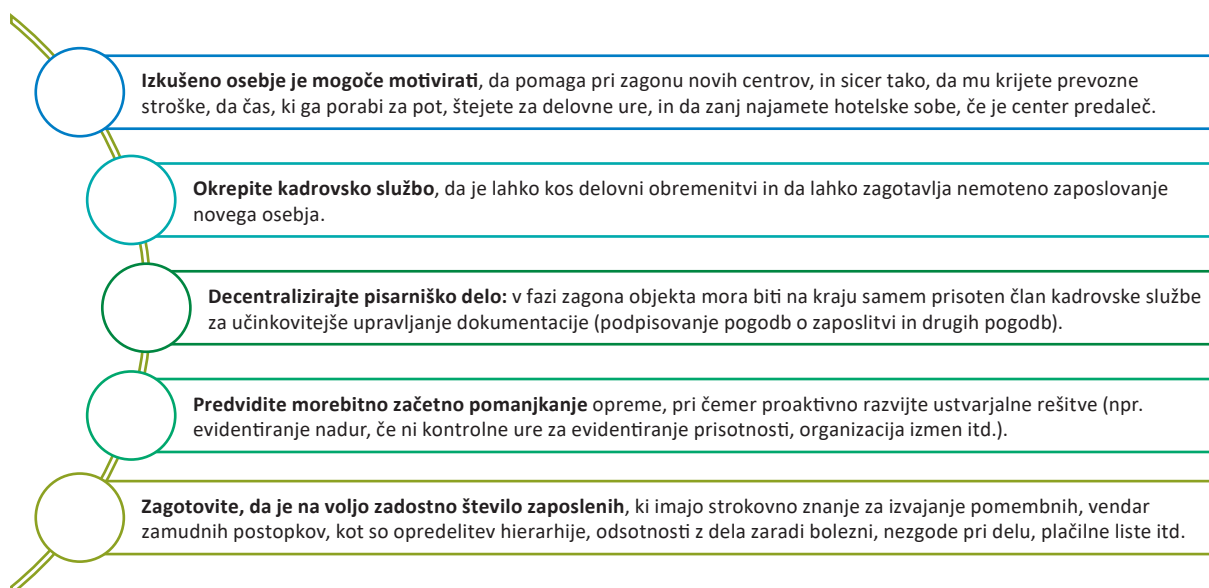 Izkušeno osebje je mogoče motivirati, da pomaga pri zagonu novih centrov, in sicer tako, da mu krijete prevozne
stroške, da čas, ki ga porabi za pot, štejete za delovne ure, in da zanj najamete hotelske sobe, če je center predaleč.
Okrepite kadrovsko službo, da je lahko kos delovni obremenitvi in da lahko zagotavlja nemoteno zaposlovanje
novega osebja.
Decentralizirajte pisarniško delo: v fazi zagona objekta mora biti na kraju samem prisoten član kadrovske službe
za učinkovitejše upravljanje dokumentacije (podpisovanje pogodb o zaposlitvi in drugih pogodb).
Predvidite morebitno začetno pomanjkanje opreme, pri čemer proaktivno razvijte ustvarjalne rešitve (npr.
evidentiranje nadur, če ni kontrolne ure za evidentiranje prisotnosti, organizacija izmen itd.).
Zagotovite, da je na voljo zadostno število zaposlenih, ki imajo strokovno znanje za izvajanje pomembnih, vendar
zamudnih postopkov, kot so opredelitev hierarhije, odsotnosti z dela zaradi bolezni, nezgode pri delu, plačilne liste itd.